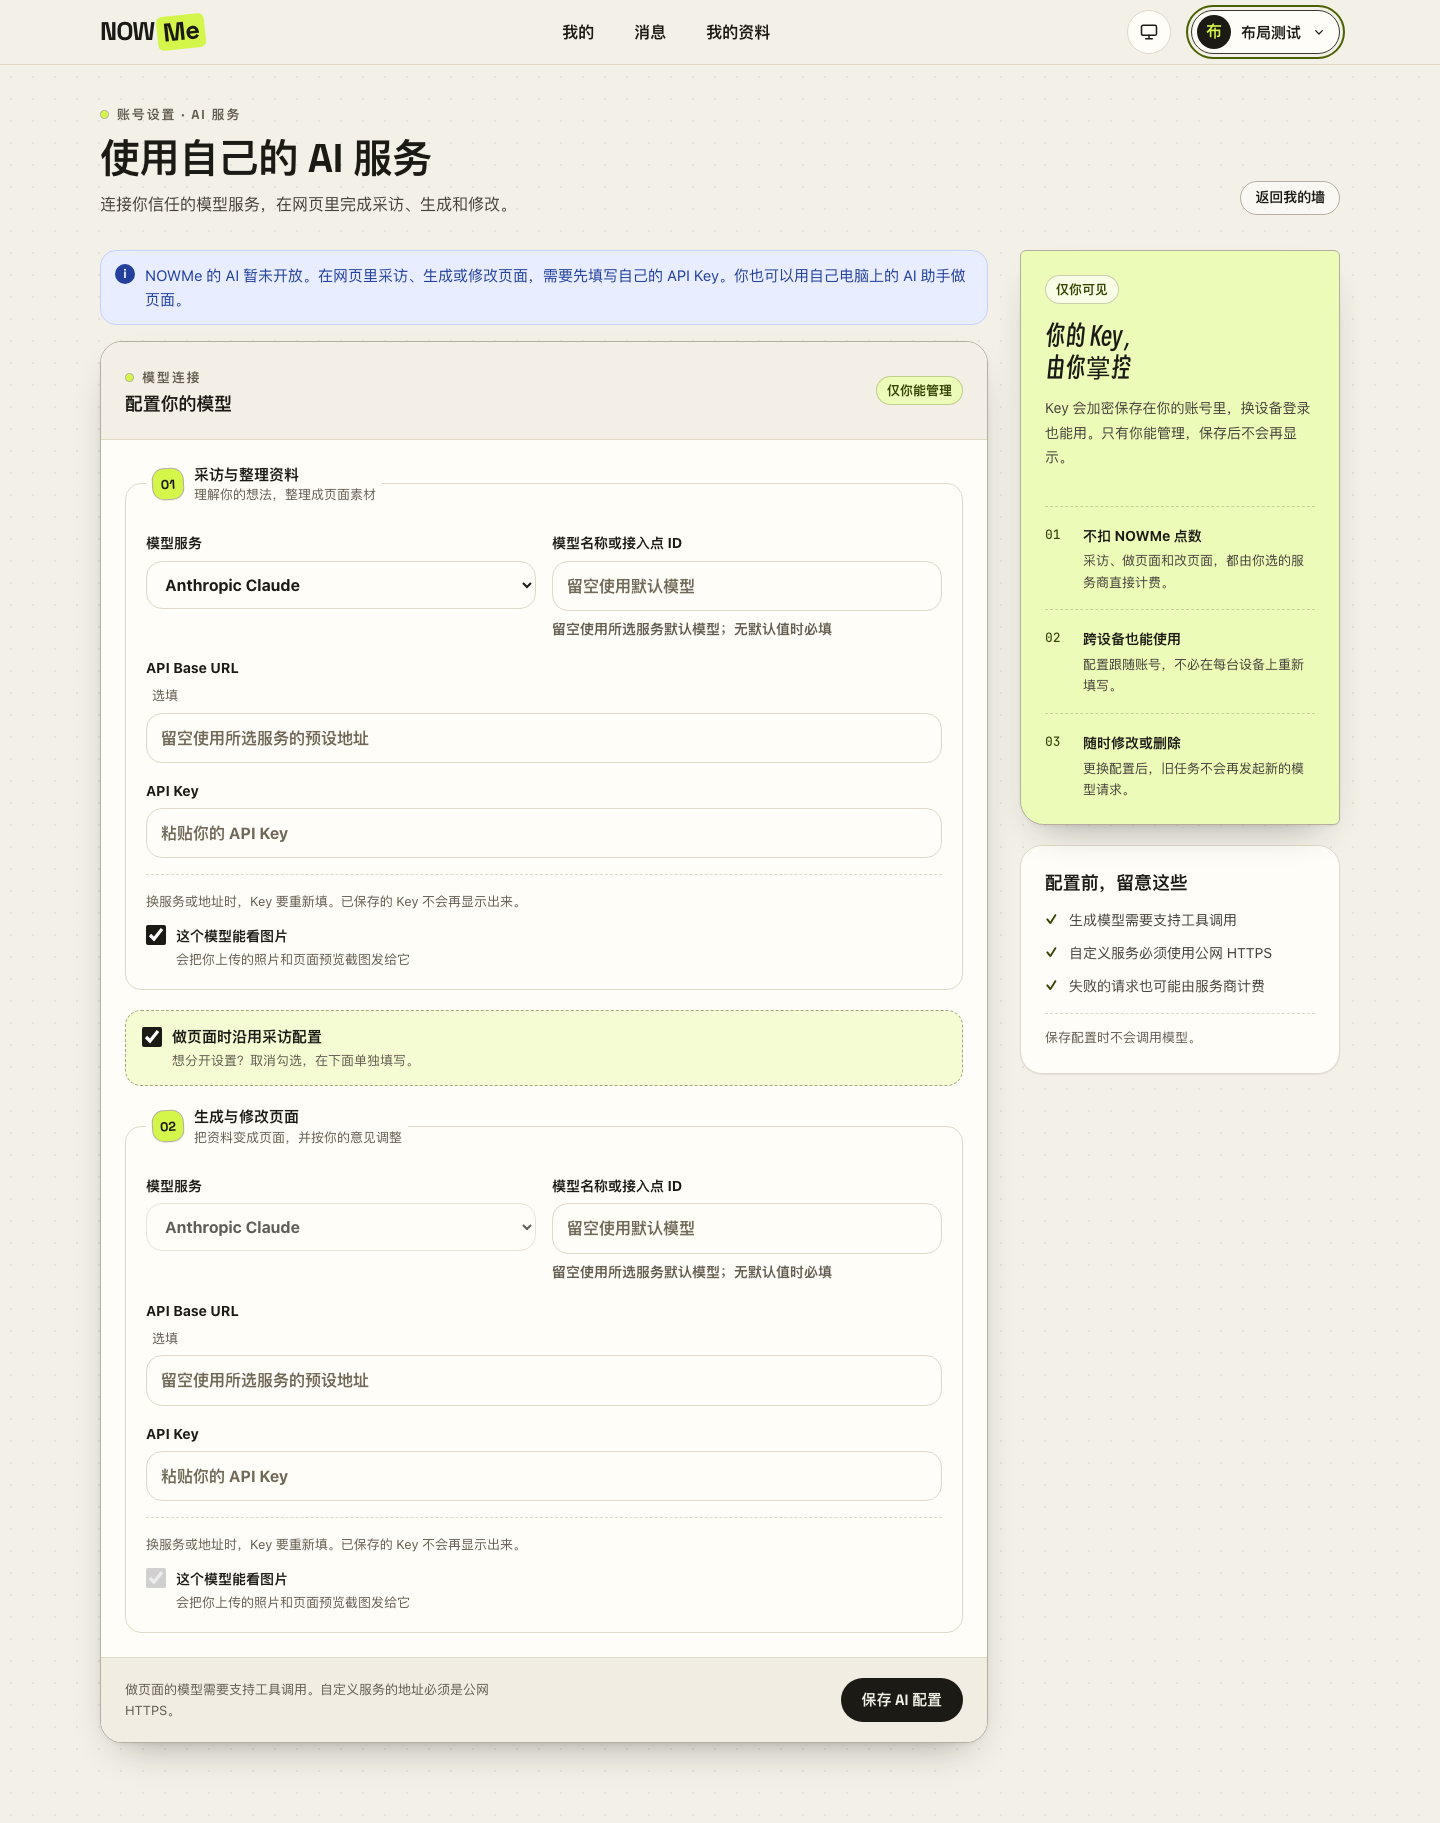 NOW Me
我的
消息
我的资料
布
布局测试
账号设置 · AI 服务
使用自己的 AI 服务
连接你信任的模型服务，在网页里完成采访、生成和修改。
返回我的墙
NOWMe 的 AI 暂未开放。在网页里采访、生成或修改页面，需要先填写自己的 API Key。你也可以用自己电脑上的 AI 助手做
页面。
模型连接
配置你的模型
仅你能管理
01
采访与整理资料
理解你的想法，整理成页面素材
模型服务
Anthropic Claude
模型名称或接入点 ID
留空使用默认模型
留空使用所选服务默认模型；无默认值时必填
API Base URL
选填
留空使用所选服务的预设地址
API Key
粘贴你的 API Key
换服务或地址时，Key 要重新填。已保存的 Key 不会再显示出来。
这个模型能看图片
会把你上传的照片和页面预览截图发给它
做页面时沿用采访配置
想分开设置？取消勾选，在下面单独填写。
02
生成与修改页面
把资料变成页面，并按你的意见调整
模型服务
Anthropic Claude
模型名称或接入点 ID
留空使用默认模型
留空使用所选服务默认模型；无默认值时必填
API Base URL
选填
留空使用所选服务的预设地址
API Key
粘贴你的 API Key
换服务或地址时，Key 要重新填。已保存的 Key 不会再显示出来。
这个模型能看图片
会把你上传的照片和页面预览截图发给它
做页面的模型需要支持工具调用。自定义服务的地址必须是公网
HTTPS。
保存 AI 配置
仅你可见
你的 Key，
由你掌控
Key 会加密保存在你的账号里，换设备登录
也能用。只有你能管理，保存后不会再显
示。
01
不扣 NOWMe 点数
采访、做页面和改页面，都由你选的服
务商直接计费。
02
跨设备也能使用
配置跟随账号，不必在每台设备上重新
填写。
03
随时修改或删除
更换配置后，旧任务不会再发起新的模
型请求。
配置前，留意这些
生成模型需要支持工具调用
自定义服务必须使用公网 HTTPS
失败的请求也可能由服务商计费
保存配置时不会调用模型。